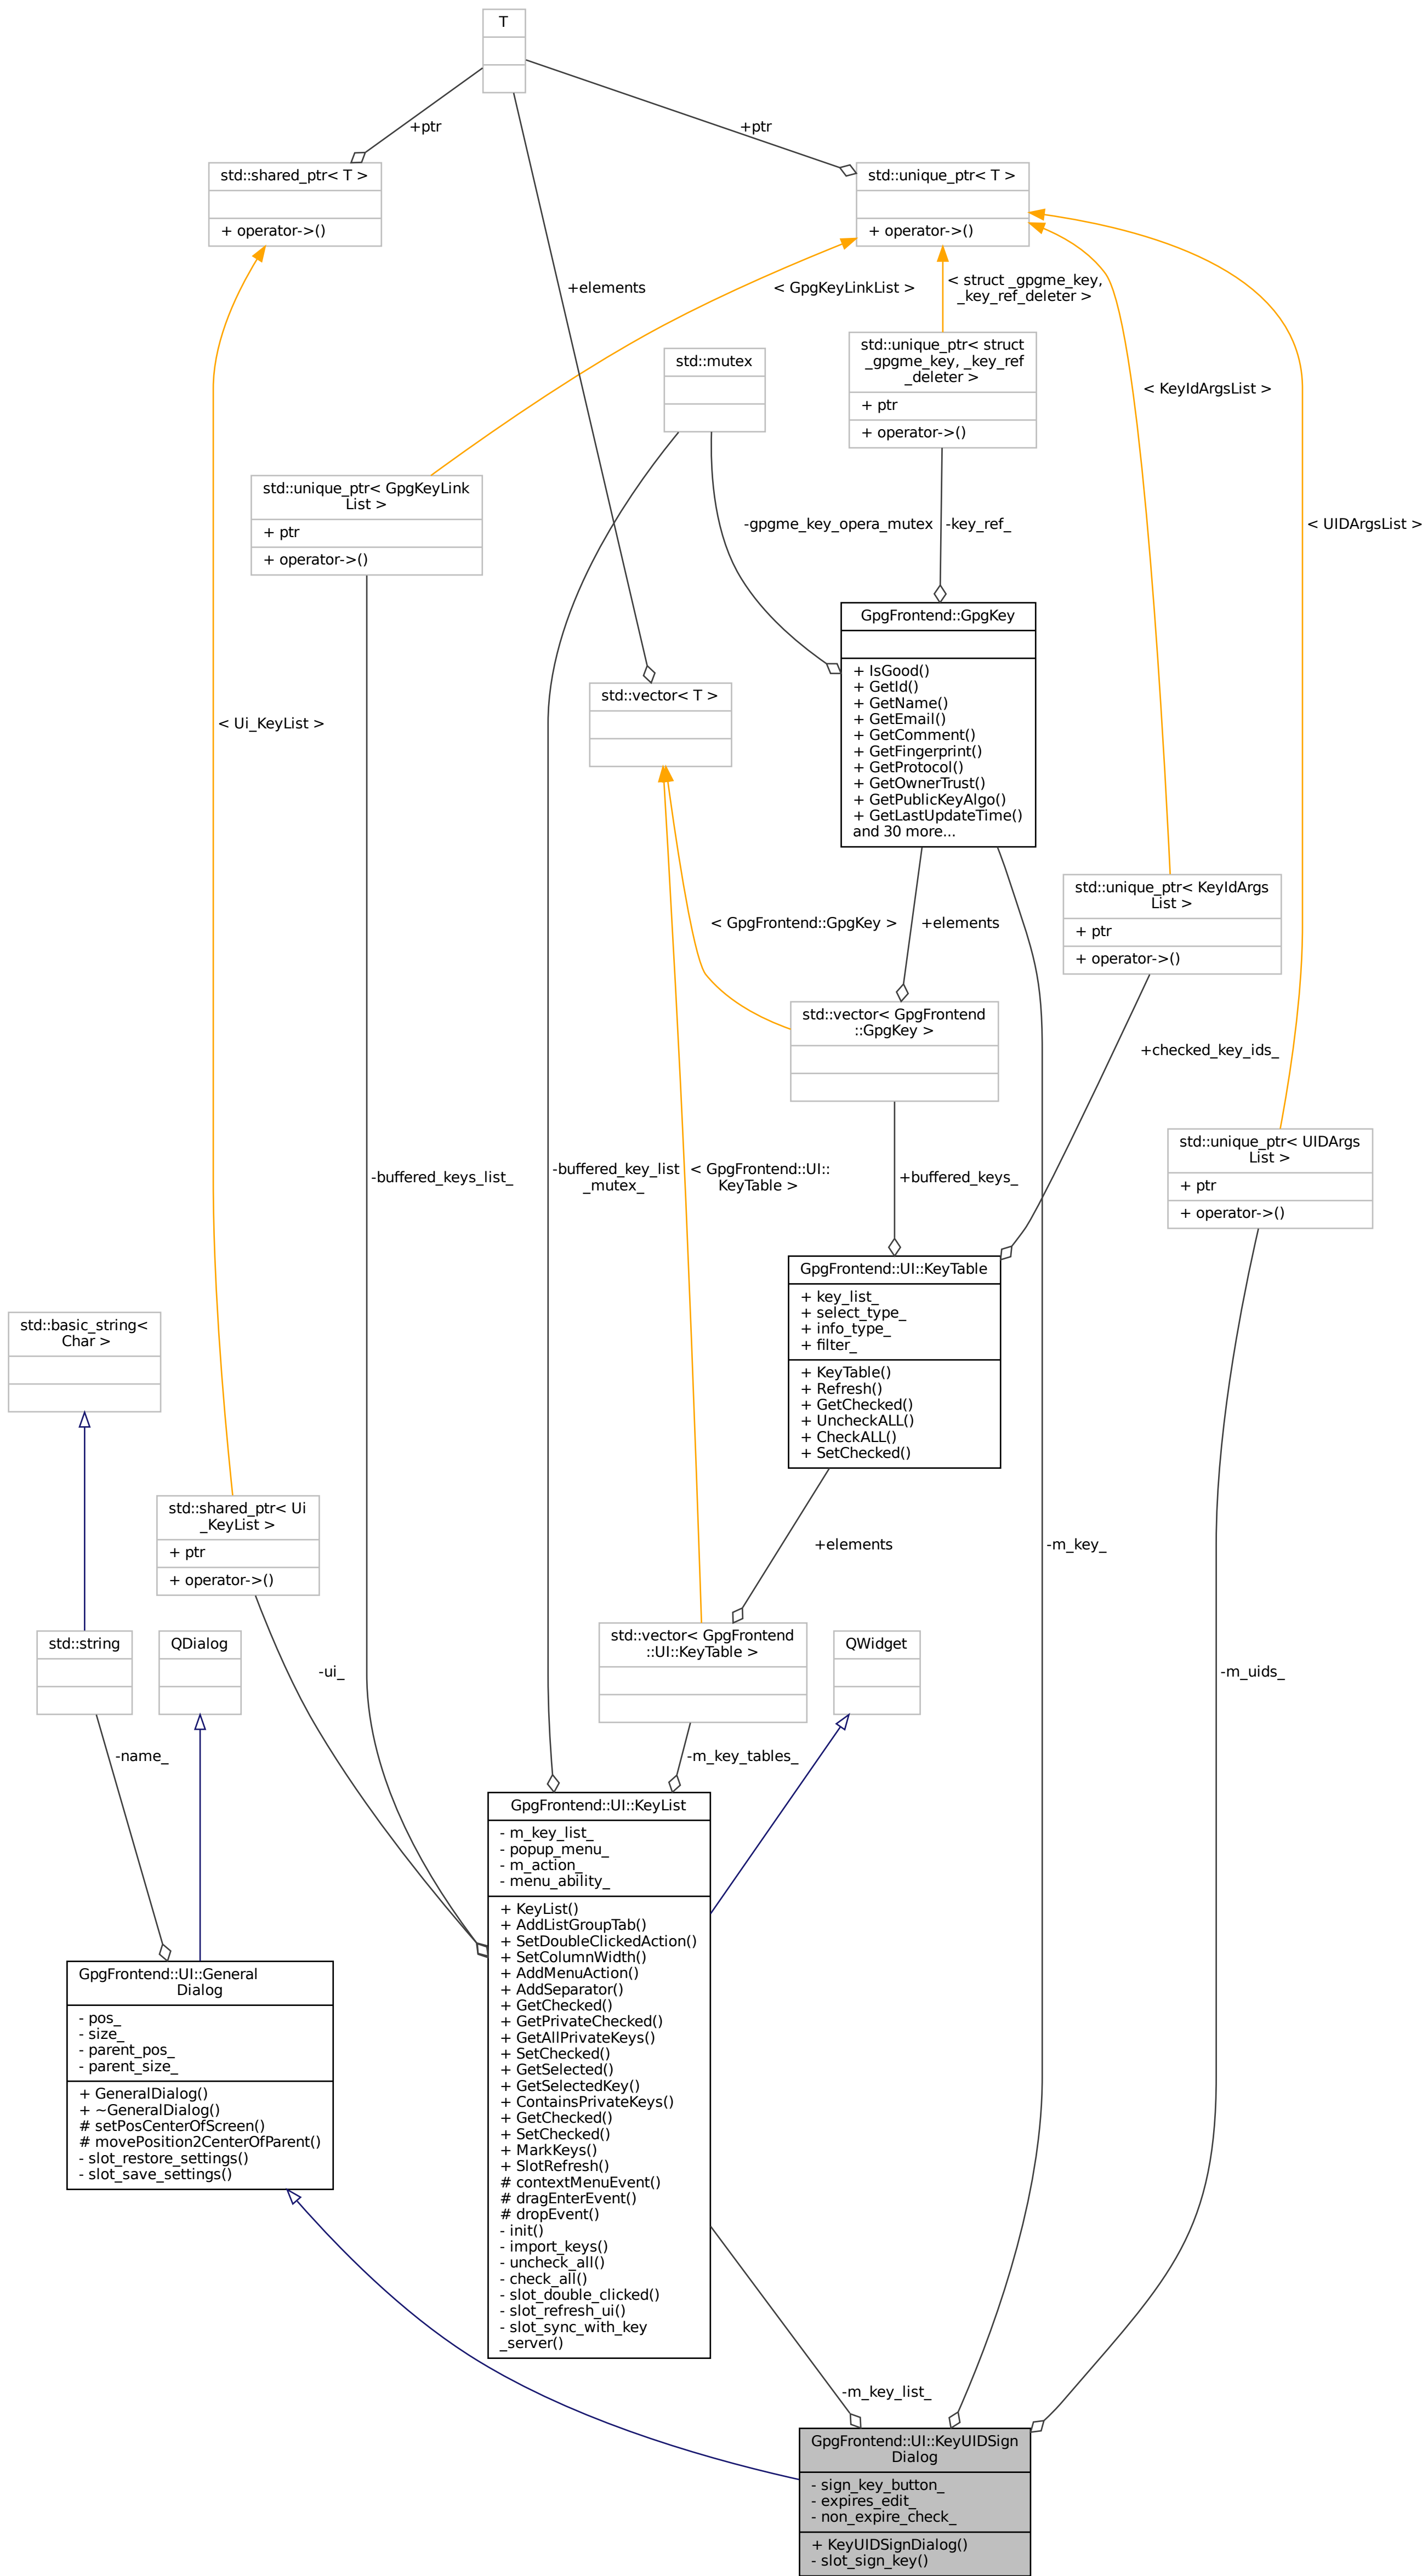 T
+ptr
+ptr
std::shared_ptr< T >
+ operator->()
std::unique_ptr< T >
+ operator->()
+elements
< GpgKeyLinkList >
< struct _gpgme_key,
_key_ref_deleter >
std::mutex
std::unique_ptr< struct
_gpgme_key, _key_ref
_deleter >
+ ptr
+ operator->()
< KeyIdArgsList >
std::unique_ptr< GpgKeyLink
List >
+ ptr
+ operator->()
-gpgme_key_opera_mutex
-key_ref_
< UIDArgsList >
GpgFrontend::GpgKey
+ IsGood()
+ GetId()
+ GetName()
+ GetEmail()
+ GetComment()
+ GetFingerprint()
+ GetProtocol()
+ GetOwnerTrust()
+ GetPublicKeyAlgo()
+ GetLastUpdateTime()
and 30 more...
std::vector< T >
< Ui_KeyList >
std::unique_ptr< KeyIdArgs
List >
+ ptr
+ operator->()
< GpgFrontend::GpgKey >
+elements
std::vector< GpgFrontend
::GpgKey >
+checked_key_ids_
std::unique_ptr< UIDArgs
List >
+ ptr
+ operator->()
-buffered_keys_list_
-buffered_key_list
_mutex_
< GpgFrontend::UI::
KeyTable >
+buffered_keys_
GpgFrontend::UI::KeyTable
+ key_list_
+ select_type_
+ info_type_
+ filter_
+ KeyTable()
+ Refresh()
+ GetChecked()
+ UncheckALL()
+ CheckALL()
+ SetChecked()
std::basic_string<
Char >
std::shared_ptr< Ui
_KeyList >
+ ptr
+ operator->()
+elements
-m_key_
std::string
QDialog
-ui_
std::vector< GpgFrontend
::UI::KeyTable >
QWidget
-m_uids_
-name_
-m_key_tables_
GpgFrontend::UI::KeyList
- m_key_list_
- popup_menu_
- m_action_
- menu_ability_
+ KeyList()
+ AddListGroupTab()
+ SetDoubleClickedAction()
+ SetColumnWidth()
+ AddMenuAction()
+ AddSeparator()
+ GetChecked()
+ GetPrivateChecked()
+ GetAllPrivateKeys()
+ SetChecked()
+ GetSelected()
+ GetSelectedKey()
+ ContainsPrivateKeys()
+ GetChecked()
+ SetChecked()
+ MarkKeys()
+ SlotRefresh()
# contextMenuEvent()
# dragEnterEvent()
# dropEvent()
- init()
- import_keys()
- uncheck_all()
- check_all()
- slot_double_clicked()
- slot_refresh_ui()
- slot_sync_with_key
_server()
GpgFrontend::UI::General
Dialog
- pos_
- size_
- parent_pos_
- parent_size_
+ GeneralDialog()
+ ~GeneralDialog()
# setPosCenterOfScreen()
# movePosition2CenterOfParent()
- slot_restore_settings()
- slot_save_settings()
-m_key_list_
GpgFrontend::UI::KeyUIDSign
Dialog
- sign_key_button_
- expires_edit_
- non_expire_check_
+ KeyUIDSignDialog()
- slot_sign_key()